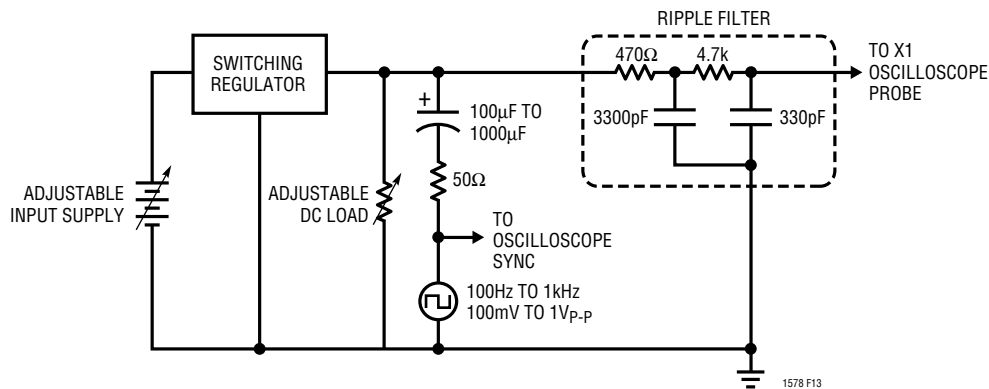 RIPPLE FILTER
SWITCHING
REGULATOR
470Ω
4.7k
TO X1
OSCILLOSCOPE
PROBE
+
100µF TO
1000µF
3300pF
330pF
50Ω
ADJUSTABLE
INPUT SUPPLY
ADJUSTABLE
DC LOAD
TO
OSCILLOSCOPE
SYNC
100Hz TO 1kHz
100mV TO 1VP-P
1578 F13